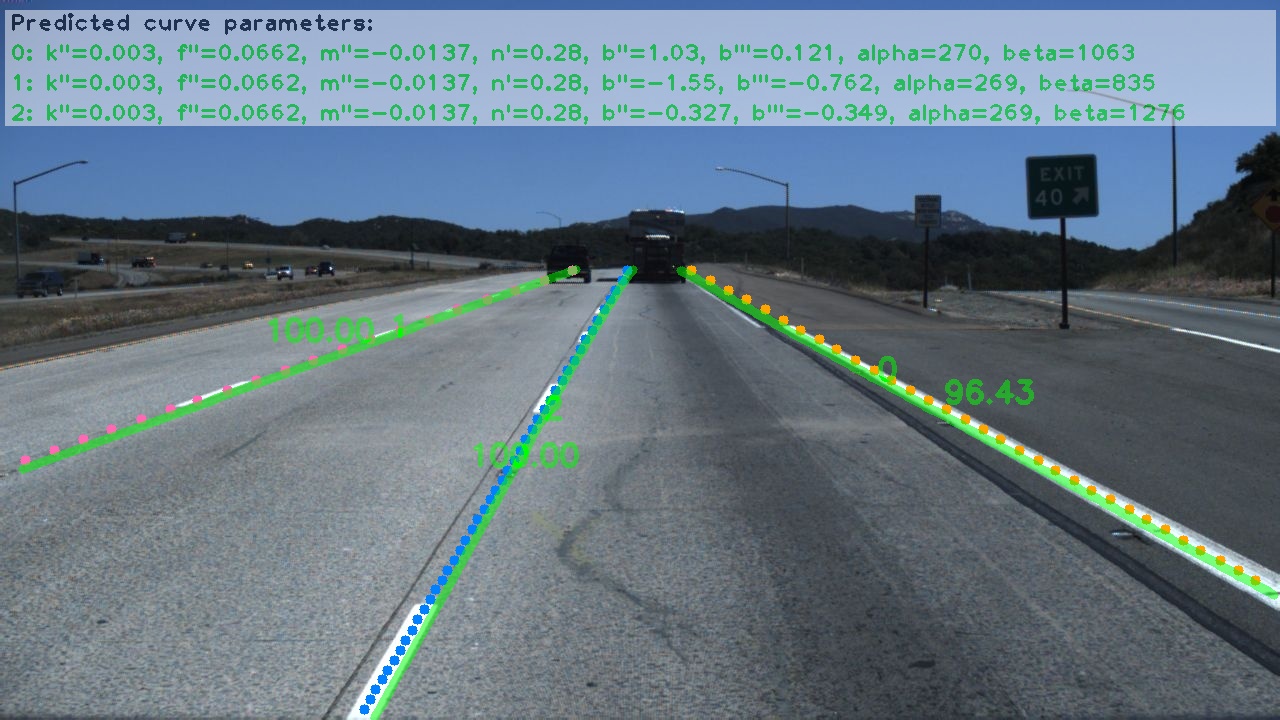 Predicted curve parameters:
0: k''=0.003, f''=0.0662, m''=-0.0137, n'=0.28, b''=1.03, b'''=0.121, alpha=270, beta=1063
1: k''=0.003, f''=0.0662, m''=-0.0137, n'=0.28, b''=-1.55, b'''=-0.762, alpha=269, beta=835
2: k''=0.003, f''=0.0662, m''=-0.0137, n'=0.28, b''=-0.327, b'''=-0.349, alpha=269, beta=1276
EXIT
40
100.00 1
0
96.43
2
100.00